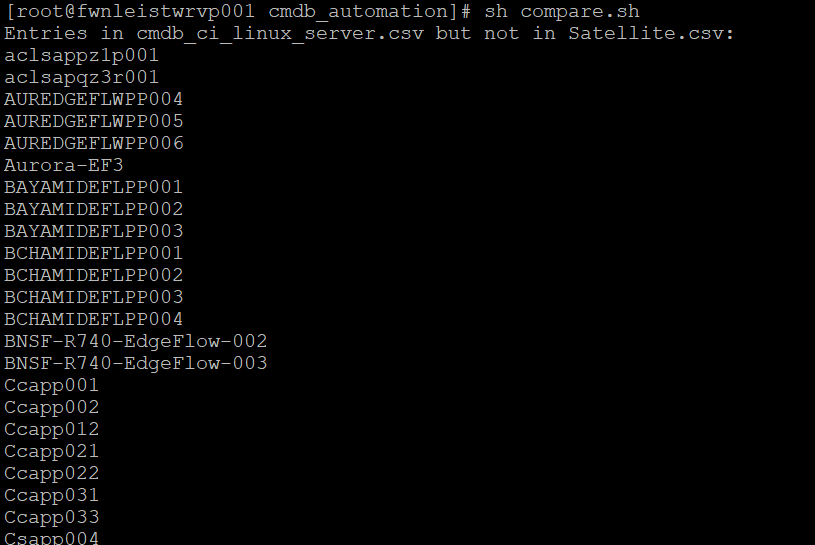 [root@fwnleistwrvp001 cmdb_automation]# sh compare.sh
Entries in cmdb_ci_linux_server.csv but not in Satellite.csv:
aclsappz1p001
aclsapqz3r001
AUREDGEFLWPP004
AUREDGEFLWPP005
AUREDGEFLWPP006
Aurora-EF3
BAYAMIDEFLPP001
BAYAMIDEFLPP002
BAYAMIDEFLPP003
BCHAMIDEFLPP001
BCHAMIDEFLPP002
BCHAMIDEFLPP003
BCHAMIDEFLPP004
BNSF-R740-EdgeFlow-002
BNSF-R740-EdgeFlow-003
Ccapp001
Ccapp002
Ccapp012
Ccapp021
Ccapp022
Ccapp031
Ccapp033
Csapp004